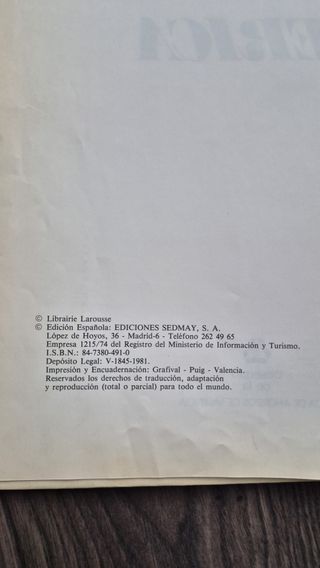 © Librairie Larousse
© Edición Española: EDICIONES SEDMAY, S. A.
López de Hoyos, 36 - Madrid-6 - Teléfono 262 49 65
Empresa 1215/74 del Registro del Ministerio de Información y Turismo.
I.S.B.N.: 84-7380-491-0
Depósito Legal: V-1845-1981.
Impresión y Encuadernación: Grafival - Puig - Valencia.
Reservados los derechos de traducción, adaptación
y reproducción (total o parcial) para todo el mundo.